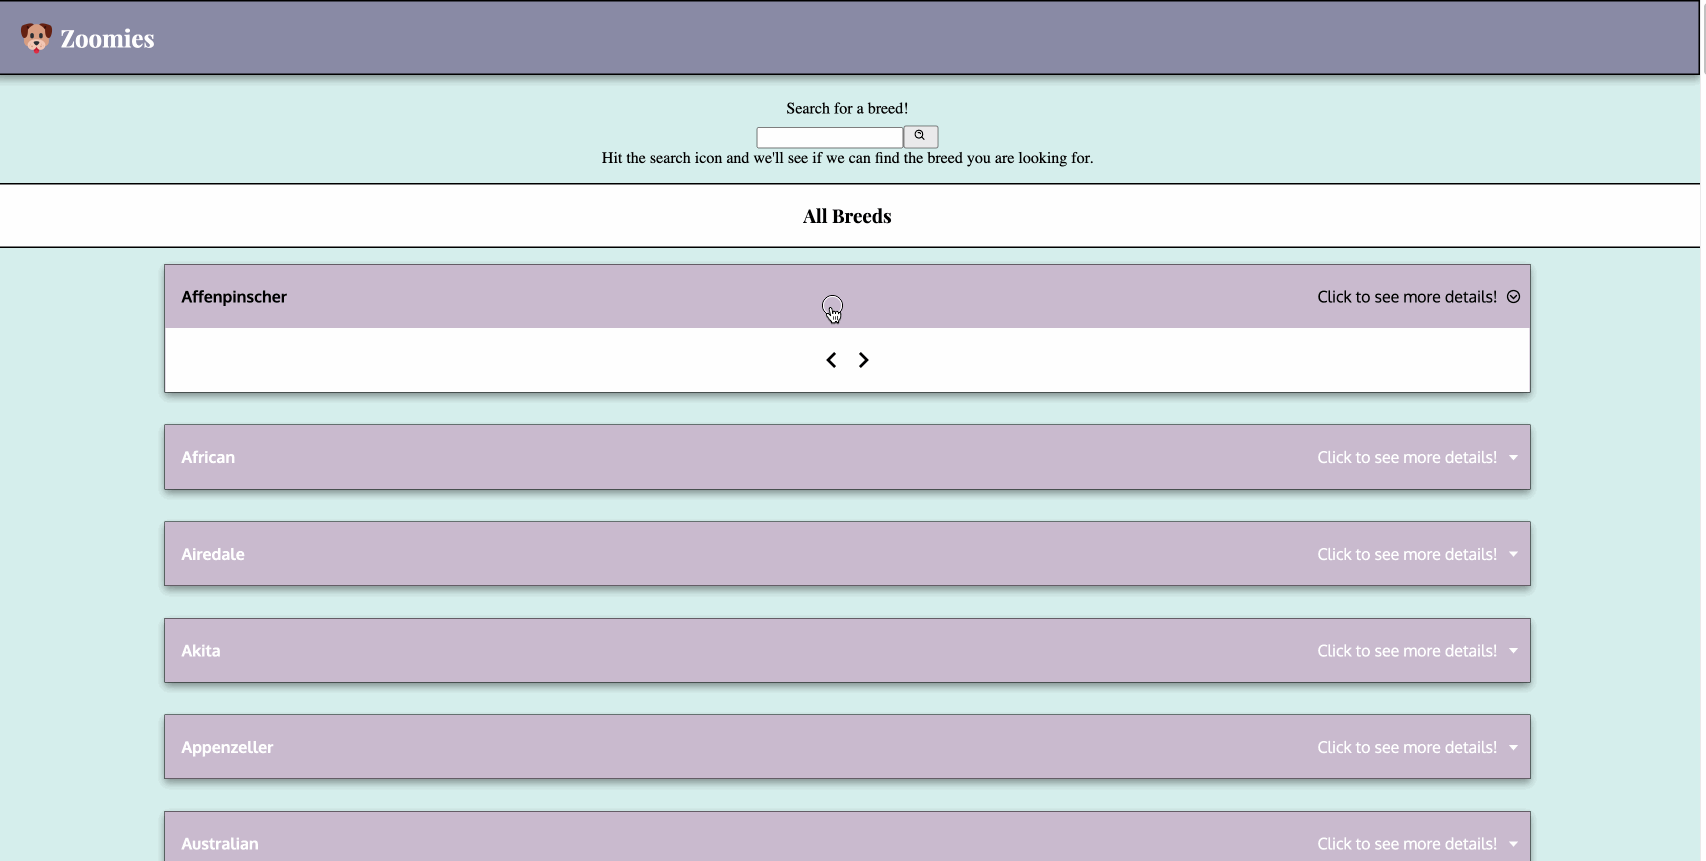 Zoomies
Search for a breed!
Hit the search icon and we'll see if we can find the breed you are looking for.
All Breeds
Affenpinscher Click to see more details!
African Click to see more details!
Airedale Click to see more details!
Akita Click to see more details!
Appenzeller Click to see more details!
Australian Click to see more details!